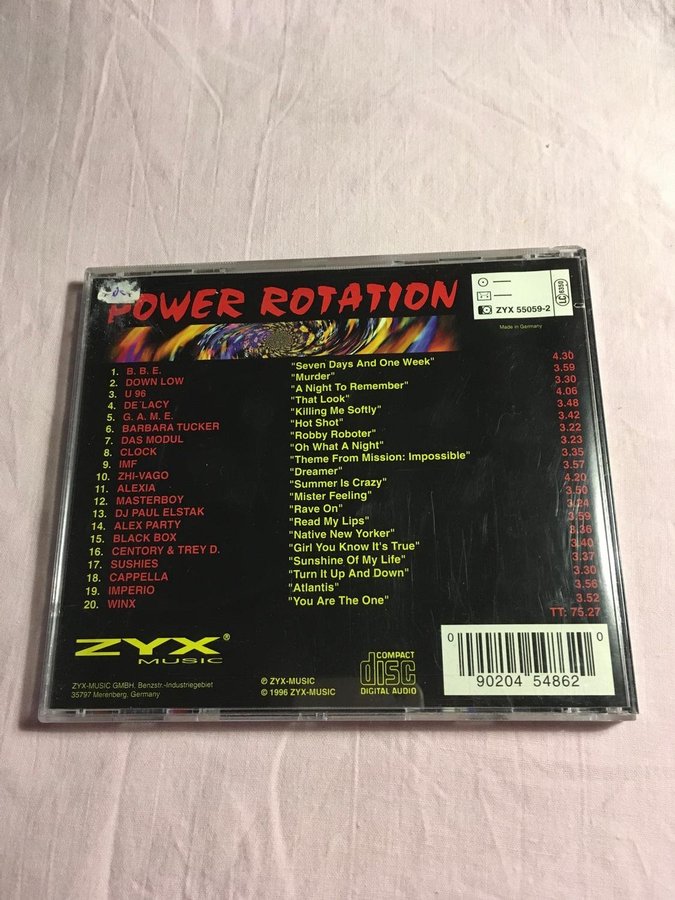 POWER ROTATION
ZYX 55059-2
LC 6350
Made in Germany
1. B. B. E. "Seven Days And One Week" 4.30
2. DOWN LOW "Murder" 3.59
3. U 96 "A Night To Remember" 3.30
4. DE'LACY "That Look" 4.06
5. G. A. M. E. "Killing Me Softly" 3.48
6. BARBARA TUCKER "Hot Shot" 3.42
7. DAS MODUL "Robby Roboter" 3.22
8. CLOCK "Oh What A Night" 3.23
9. IMF "Theme From Mission: Impossible" 3.35
10. ZHI-VAGO "Dreamer" 3.57
11. ALEXIA "Summer Is Crazy" 4.20
12. MASTERBOY "Mister Feeling" 3.50
13. DJ PAUL ELSTAK "Rave On" 3.24
14. ALEX PARTY "Read My Lips" 3.59
15. BLACK BOX "Native New Yorker" 3.36
16. CENTORY & TREY D. "Girl You Know It's True" 3.40
17. SUSHIES "Sunshine Of My Life" 3.37
18. CAPPELLA "Turn It Up And Down" 3.30
19. IMPERIO "Atlantis" 3.56
20. WINX "You Are The One" 3.52
TT: 75.27
ZYX®
MUSIC
ZYX-MUSIC GMBH, Benzstr.-Industriegebiet
35797 Merenberg, Germany
℗ ZYX-MUSIC
© 1996 ZYX-MUSIC
COMPACT
disc
DIGITAL AUDIO
0 90204 54862 0